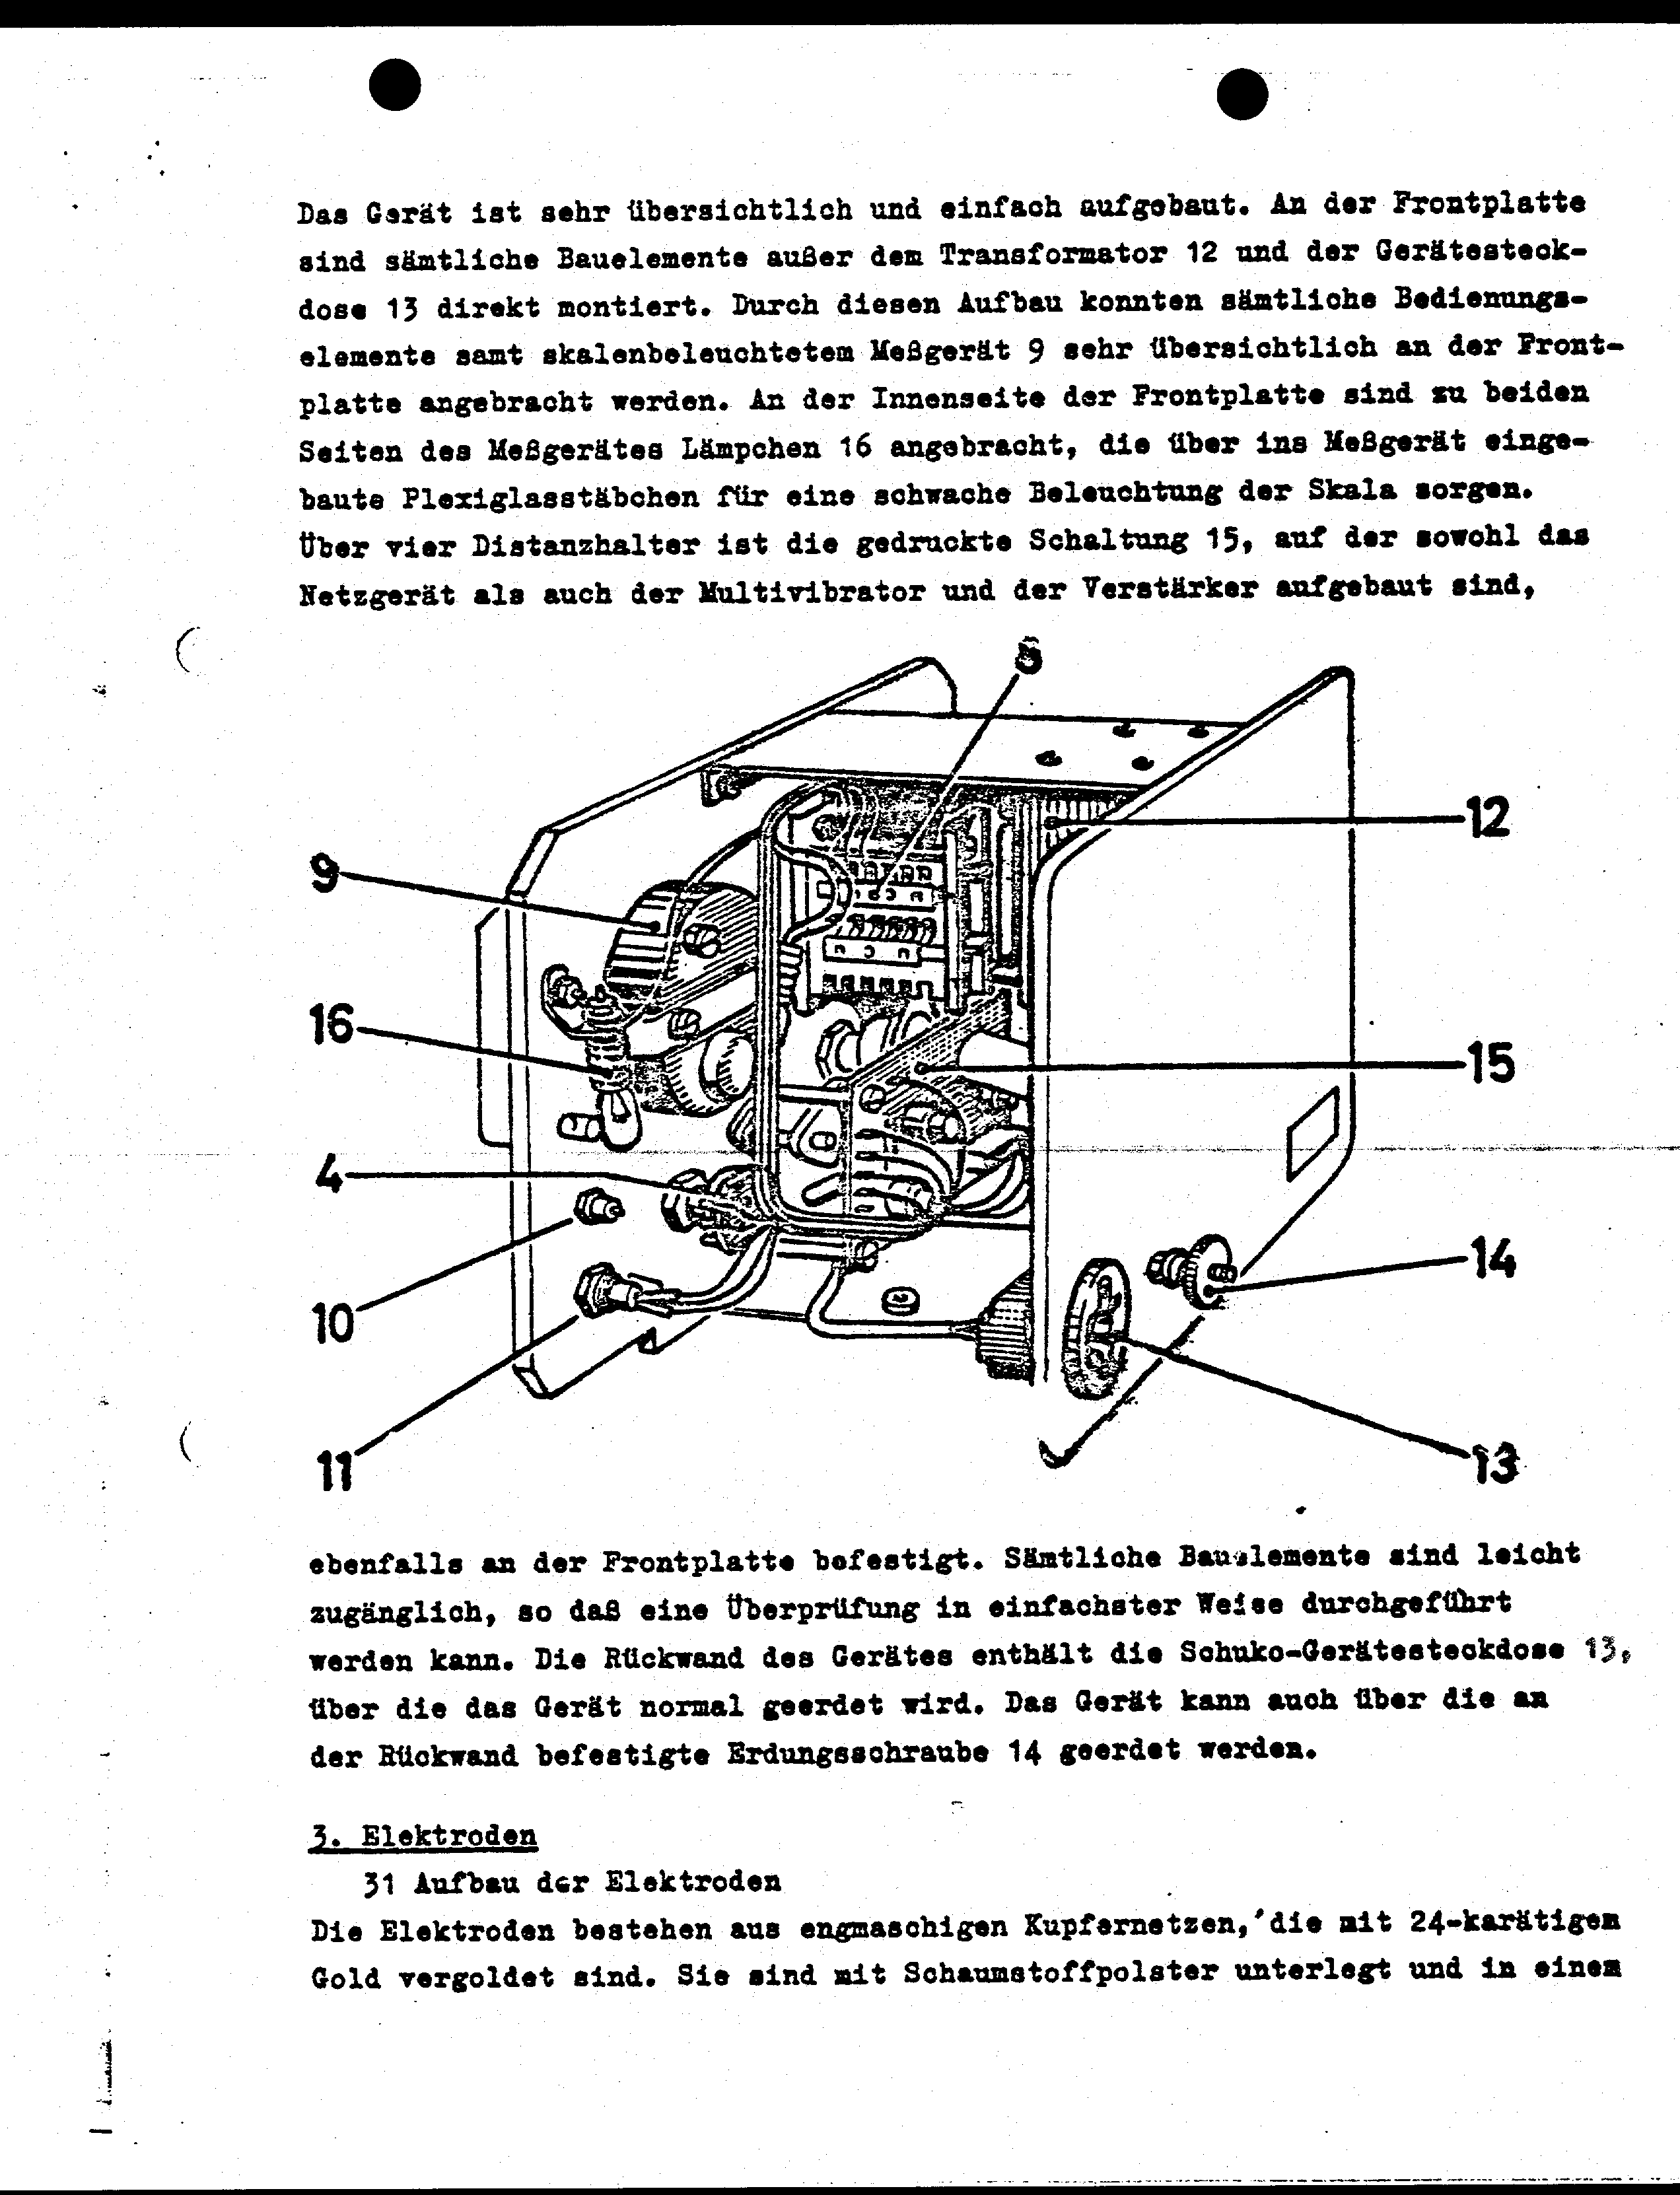 Das Gerät ist sehr übersichtlich und einfach aufgebaut. An der Frontplatte
sind sämtliche Bauelemente außer dem Transformator 12 und der Gerätesteck-
dose 13 direkt montiert. Durch diesen Aufbau konnten sämtliche Bedienungs-
elemente samt skalenbeleuchtetem Meßgerät 9 sehr übersichtlich an der Front-
platte angebracht werden. An der Innenseite der Frontplatte sind zu beiden
Seiten des Meßgerätes Lämpchen 16 angebracht, die über ins Meßgerät einge-
baute Plexiglasstäbchen für eine schwache Beleuchtung der Skala sorgen.
Über vier Distanzhalter ist die gedruckte Schaltung 15, auf der sowohl das
Netzgerät als auch der Multivibrator und der Verstärker aufgebaut sind,
12
9
16
15
4
14
10
11
13
ebenfalls an der Frontplatte befestigt. Sämtliche Bauelemente sind leicht
zugänglich, so daß eine Überprüfung in einfachster Weise durchgeführt
werden kann. Die Rückwand des Gerätes enthält die Schuko-Gerätesteckdose 13,
über die das Gerät normal geerdet wird. Das Gerät kann auch über die an
der Rückwand befestigte Erdungsschraube 14 geerdet werden.
3. Elektroden
31 Aufbau der Elektroden
Die Elektroden bestehen aus engmaschigen Kupfernetzen, die mit 24-karätigem
Gold vergoldet sind. Sie sind mit Schaumstoffpolster unterlegt und in einem